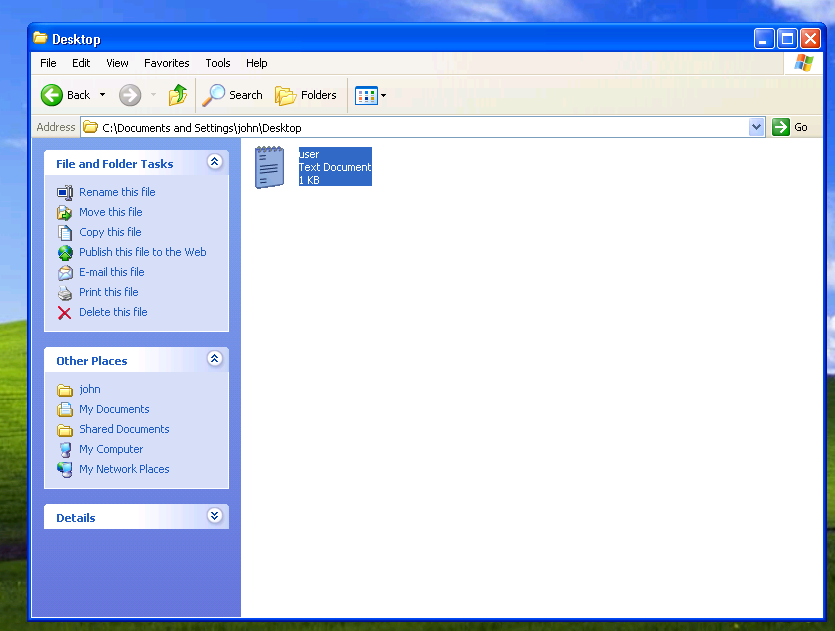 Desktop
File Edit View Favorites Tools Help
Back Search Folders
Address C:\Documents and Settings\john\Desktop Go
File and Folder Tasks
Rename this file
Move this file
Copy this file
Publish this file to the Web
E-mail this file
Print this file
Delete this file
Other Places
john
My Documents
Shared Documents
My Computer
My Network Places
Details
user
Text Document
1 KB